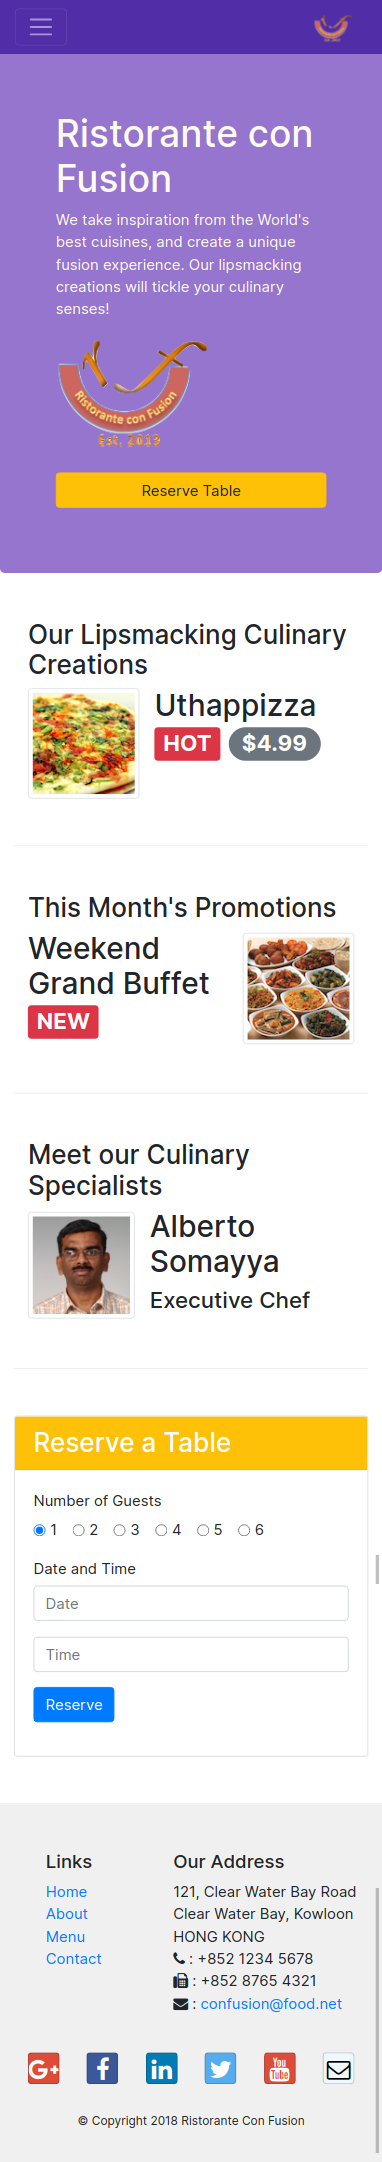 Ristorante con
Fusion
We take inspiration from the World's
best cuisines, and create a unique
fusion experience. Our lipsmacking
creations will tickle your culinary
senses!
Ristorante con Fusion
Est. 2013
Reserve Table
Our Lipsmacking Culinary
Creations
Uthappizza
HOT $4.99
This Month's Promotions
Weekend
Grand Buffet
NEW
Meet our Culinary
Specialists
Alberto
Somayya
Executive Chef
Reserve a Table
Number of Guests
1 2 3 4 5 6
Date and Time
Date
Time
Reserve
Links
Home
About
Menu
Contact
Our Address
121, Clear Water Bay Road
Clear Water Bay, Kowloon
HONG KONG
: +852 1234 5678
: +852 8765 4321
: confusion@food.net
G+ f in You Tube
© Copyright 2018 Ristorante Con Fusion